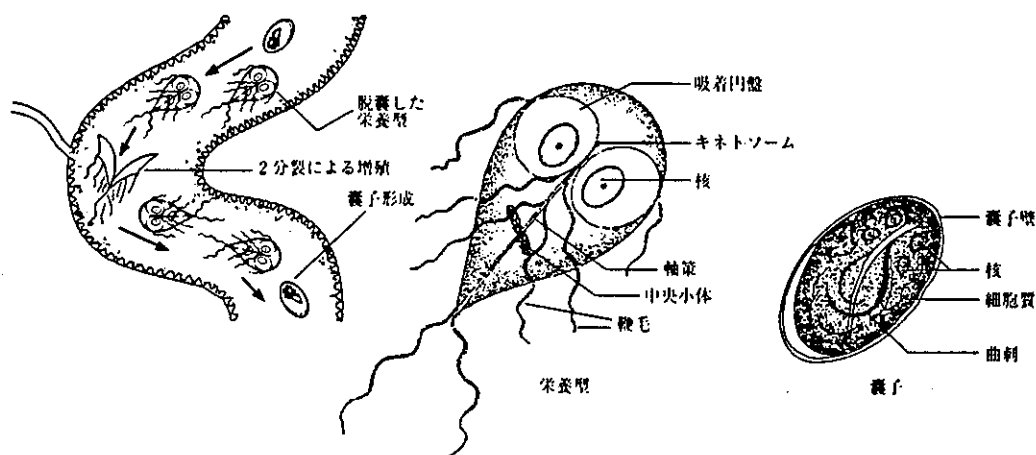 脱嚢した
栄養型
2分裂による増殖
嚢子形成
吸着円盤
キネトソーム
核
軸策
中央小体
鞭毛
栄養型
嚢子壁
核
細胞質
曲刺
嚢子